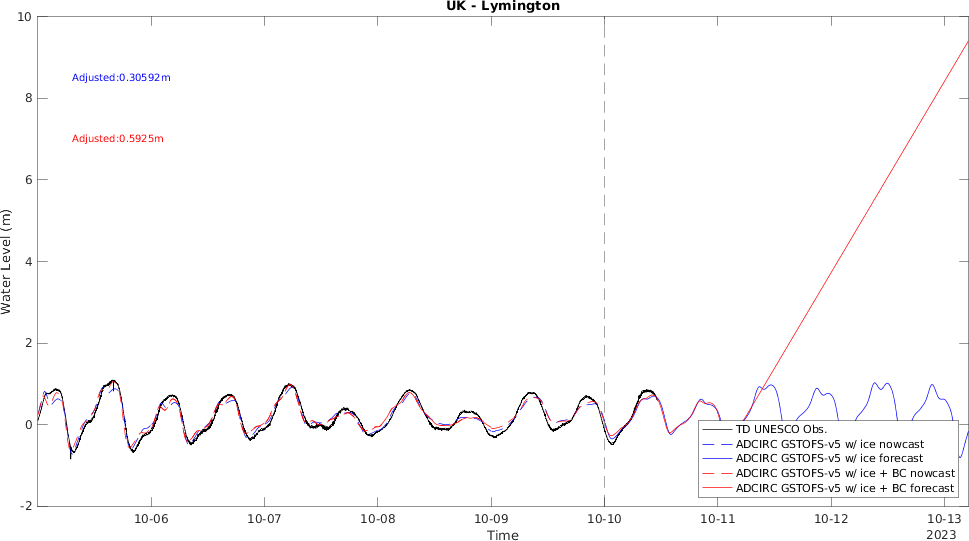 UK - Lymington
10
8
6
4
2
0
-2
Water Level (m)
Adjusted:0.30592m
Adjusted:0.5925m
TD UNESCO Obs.
ADCIRC GSTOFS-v5 w/ ice nowcast
ADCIRC GSTOFS-v5 w/ ice forecast
ADCIRC GSTOFS-v5 w/ ice + BC nowcast
ADCIRC GSTOFS-v5 w/ ice + BC forecast
10-06 10-07 10-08 10-09 10-10 10-11 10-12 10-13
Time
2023